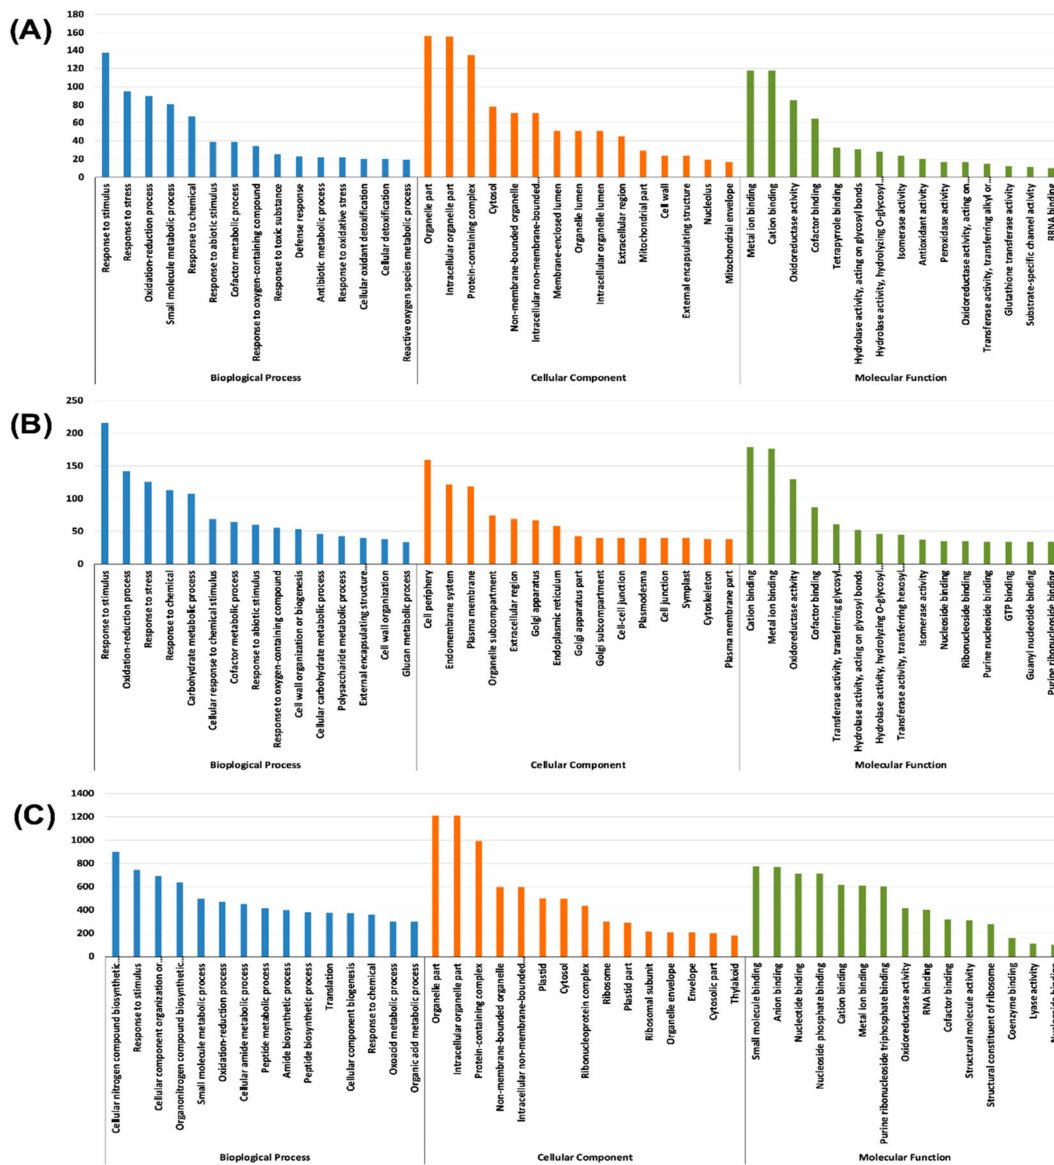 (A)
180
160
140
120
100
80
60
40
20
0
Response to stimulus
Response to stress
Oxidation-reduction process
Small molecule metabolic process
Response to chemical
Response to abiotic stimulus
Cofactor metabolic process
Response to oxygen-containing compound
Response to toxic substance
Defense response
Antibiotic metabolic process
Response to oxidative stress
Cellular oxidant detoxification
Cellular detoxification
Reactive oxygen species metabolic process
Organelle part
Intracellular organelle part
Protein-containing complex
Cytosol
Non-membrane-bounded organelle
Intracellular non-membrane-bounded…
Membrane-enclosed lumen
Organelle lumen
Intracellular organelle lumen
Extracellular region
Mitochondrial part
Cell wall
External encapsulating structure
Nucleolus
Mitochondrial envelope
Metal ion binding
Cation binding
Oxidoreductase activity
Cofactor binding
Tetrapyrrole binding
Hydrolase activity, acting on glycosyl bonds
Hydrolase activity, hydrolyzing O-glycosyl…
Isomerase activity
Antioxidant activity
Peroxidase activity
Oxidoreductase activity, acting on…
Transferase activity, transferring alkyl or…
Glutathione transferase activity
Substrate-specific channel activity
RRNA binding
Bioplogical Process
Cellular Component
Molecular Function
(B)
250
200
150
100
50
0
Response to stimulus
Oxidation-reduction process
Response to stress
Response to chemical
Carbohydrate metabolic process
Cellular response to chemical stimulus
Cofactor metabolic process
Response to abiotic stimulus
Response to oxygen-containing compound
Cell wall organization or biogenesis
Cellular carbohydrate metabolic process
Polysaccharide metabolic process
External encapsulating structure…
Cell wall organization
Glucan metabolic process
Cell periphery
Endomembrane system
Plasma membrane
Organelle subcompartment
Extracellular region
Golgi apparatus
Endoplasmic reticulum
Golgi apparatus part
Golgi subcompartment
Cell-cell junction
Plasmodesma
Cell junction
Symplast
Cytoskeleton
Plasma membrane part
Cation binding
Metal ion binding
Oxidoreductase activity
Cofactor binding
Transferase activity, transferring glycosyl…
Hydrolase activity, acting on glycosyl bonds
Hydrolase activity, hydrolyzing O-glycosyl…
Transferase activity, transferring hexosyl…
Isomerase activity
Nucleoside binding
Ribonucleoside binding
Purine nucleoside binding
GTP binding
Guanyl nucleotide binding
Purine ribonucleoside binding
Bioplogical Process
Cellular Component
Molecular Function
(C)
1400
1200
1000
800
600
400
200
0
Cellular nitrogen compound biosynthetic…
Response to stimulus
Cellular component organization or…
Organonitrogen compound biosynthetic…
Small molecule metabolic process
Oxidation-reduction process
Cellular amide metabolic process
Peptide metabolic process
Amide biosynthetic process
Peptide biosynthetic process
Translation
Cellular component biogenesis
Response to chemical
Oxoacid metabolic process
Organic acid metabolic process
Organelle part
Intracellular organelle part
Protein-containing complex
Non-membrane-bounded organelle
Intracellular non-membrane-bounded…
Plastid
Cytosol
Ribonucleoprotein complex
Ribosome
Plastid part
Ribosomal subunit
Organelle envelope
Envelope
Cytosolic part
Thylakoid
Small molecule binding
Anion binding
Nucleotide binding
Nucleoside phosphate binding
Cation binding
Metal ion binding
Purine ribonucleoside triphosphate binding
Oxidoreductase activity
RNA binding
Cofactor binding
Structural molecule activity
Structural constituent of ribosome
Coenzyme binding
Lyase activity
Bioplogical Process
Cellular Component
Molecular Function